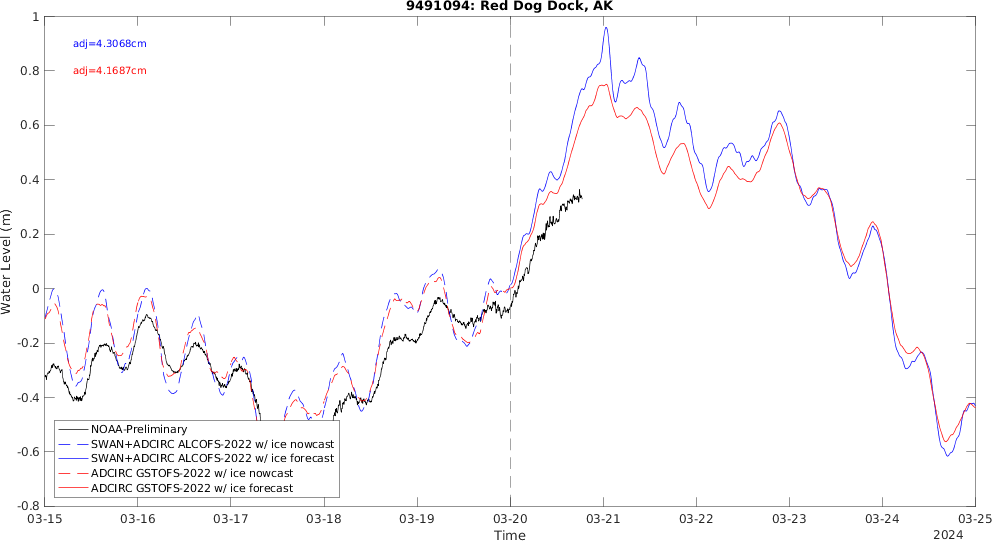 9491094: Red Dog Dock, AK
adj=4.3068cm
adj=4.1687cm
Water Level (m)
1
0.8
0.6
0.4
0.2
0
-0.2
-0.4
-0.6
-0.8
NOAA-Preliminary
SWAN+ADCIRC ALCOFS-2022 w/ ice nowcast
SWAN+ADCIRC ALCOFS-2022 w/ ice forecast
ADCIRC GSTOFS-2022 w/ ice nowcast
ADCIRC GSTOFS-2022 w/ ice forecast
03-15 03-16 03-17 03-18 03-19 03-20 03-21 03-22 03-23 03-24 03-25
Time
2024